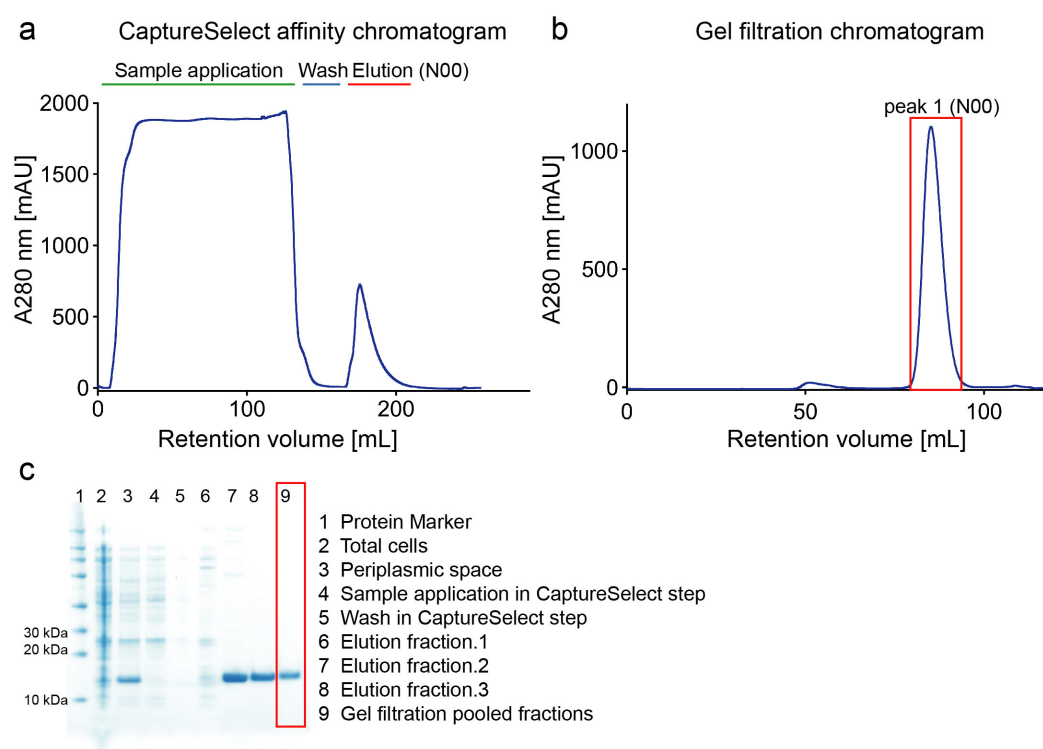 a
CaptureSelect affinity chromatogram
Sample application Wash Elution (N00)
2000
1500
1000
500
0
A280 nm [mAU]
0 100 200
Retention volume [mL]
b
Gel filtration chromatogram
peak 1 (N00)
1000
500
0
A280 nm [mAU]
0 50 100
Retention volume [mL]
c
1 2 3 4 5 6 7 8 9
30 kDa
20 kDa
10 kDa
1 Protein Marker
2 Total cells
3 Periplasmic space
4 Sample application in CaptureSelect step
5 Wash in CaptureSelect step
6 Elution fraction.1
7 Elution fraction.2
8 Elution fraction.3
9 Gel filtration pooled fractions